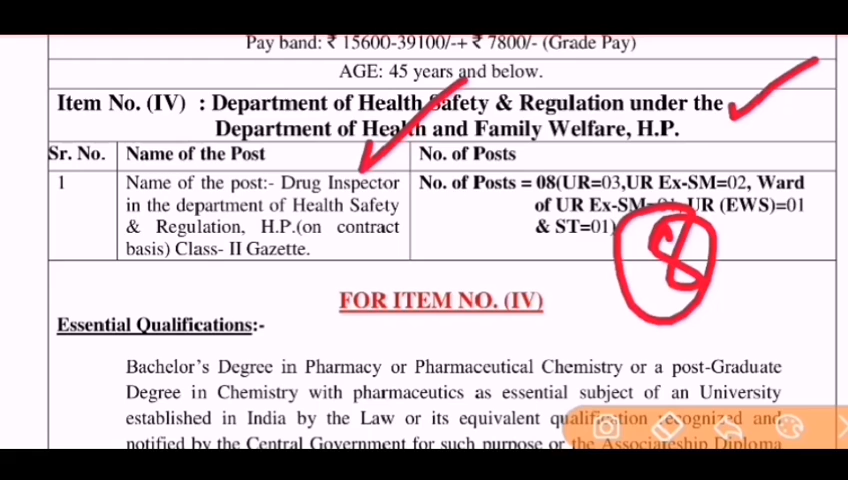 Pay band: ₹ 15600-39100/-+ ₹ 7800/- (Grade Pay)
AGE: 45 years and below.
Item No. (IV) : Department of Health Safety & Regulation under the
Department of Health and Family Welfare, H.P.
Sr. No. Name of the Post No. of Posts
1 Name of the post:- Drug Inspector No. of Posts = 08(UR=03,UR Ex-SM=02, Ward
in the department of Health Safety of UR Ex-SM=01, UR (EWS)=01
& Regulation, H.P.(on contract & ST=01)
basis) Class- II Gazette.
8
FOR ITEM NO. (IV)
Essential Qualifications:-
Bachelor's Degree in Pharmacy or Pharmaceutical Chemistry or a post-Graduate
Degree in Chemistry with pharmaceutics as essential subject of an University
established in India by the Law or its equivalent qualification recognized and
notified by the Central Government for such purpose or the Associateship Diploma